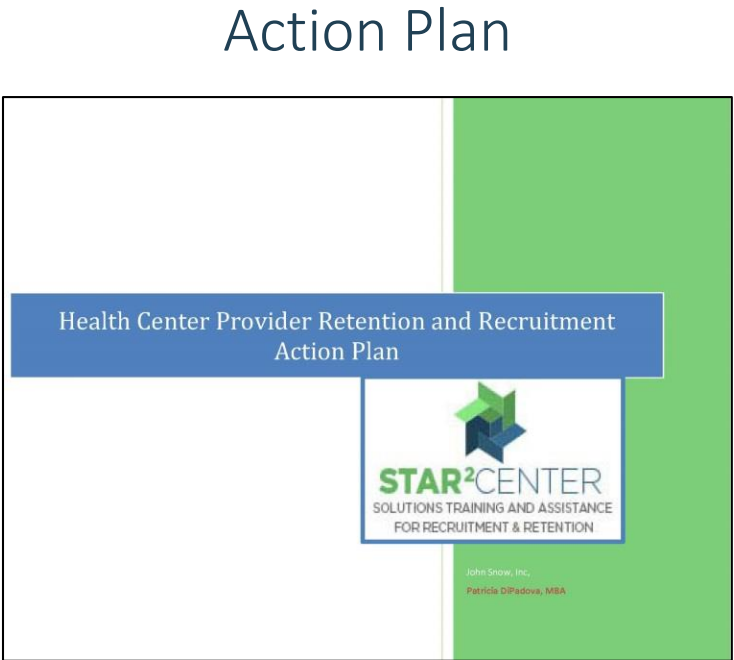 Action Plan
Health Center Provider Retention and Recruitment
Action Plan
STAR²CENTER
SOLUTIONS TRAINING AND ASSISTANCE
FOR RECRUITMENT & RETENTION
John Snow, Inc,
Patricia DiPadova, MBA